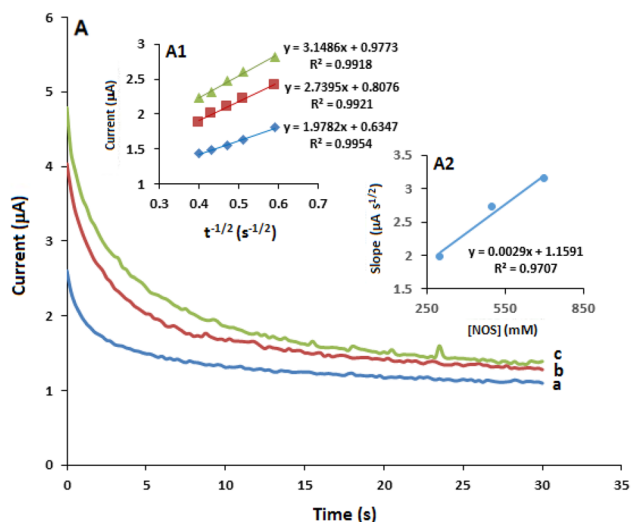 A
Current (µA)
6
5
4
3
2
1
0
0
5
10
15
20
25
30
35
Time (s)
c
b
a
A1
Current (µA)
3
2.5
2
1.5
1
0.3
0.4
0.5
0.6
0.7
t⁻¹/² (s⁻¹/²)
y = 3.1486x + 0.9773
R² = 0.9918
y = 2.7395x + 0.8076
R² = 0.9921
y = 1.9782x + 0.6347
R² = 0.9954
A2
Slope (µA s¹/²)
3.5
3
2.5
2
1.5
250
550
850
[NOS] (mM)
y = 0.0029x + 1.1591
R² = 0.9707